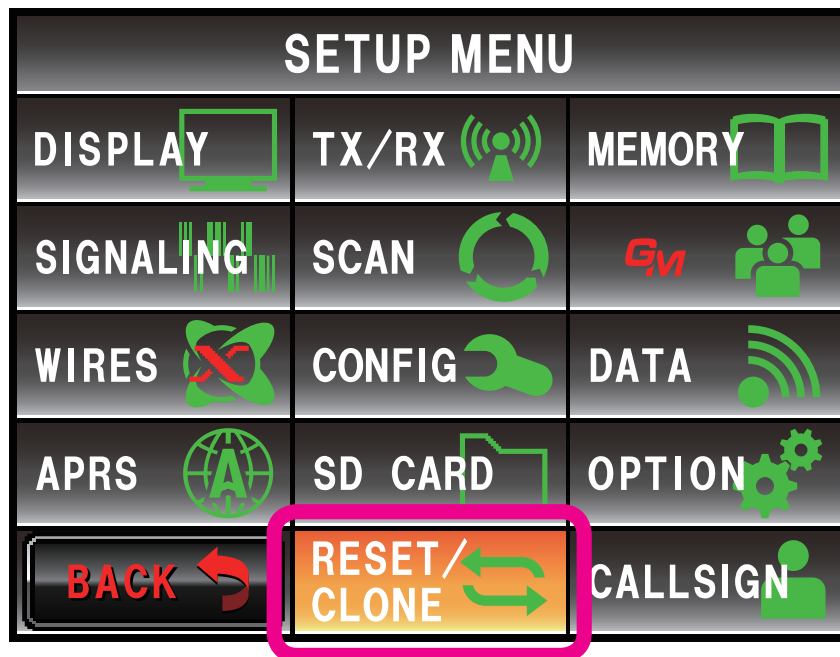 SETUP MENU
DISPLAY
TX/RX
MEMORY
SIGNALING
SCAN
GM
WIRES X
CONFIG
DATA
APRS A
SD CARD
OPTION
BACK
RESET/
CLONE
CALLSIGN